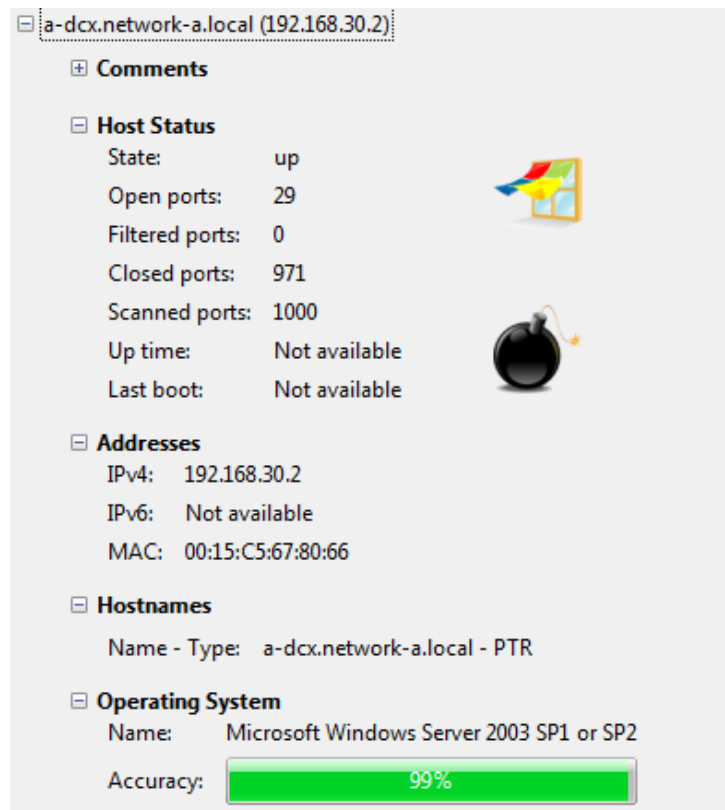 a-dcx.network-a.local (192.168.30.2)
Comments
Host Status
State: up
Open ports: 29
Filtered ports: 0
Closed ports: 971
Scanned ports: 1000
Up time: Not available
Last boot: Not available
Addresses
IPv4: 192.168.30.2
IPv6: Not available
MAC: 00:15:C5:67:80:66
Hostnames
Name - Type: a-dcx.network-a.local - PTR
Operating System
Name: Microsoft Windows Server 2003 SP1 or SP2
Accuracy: 99%